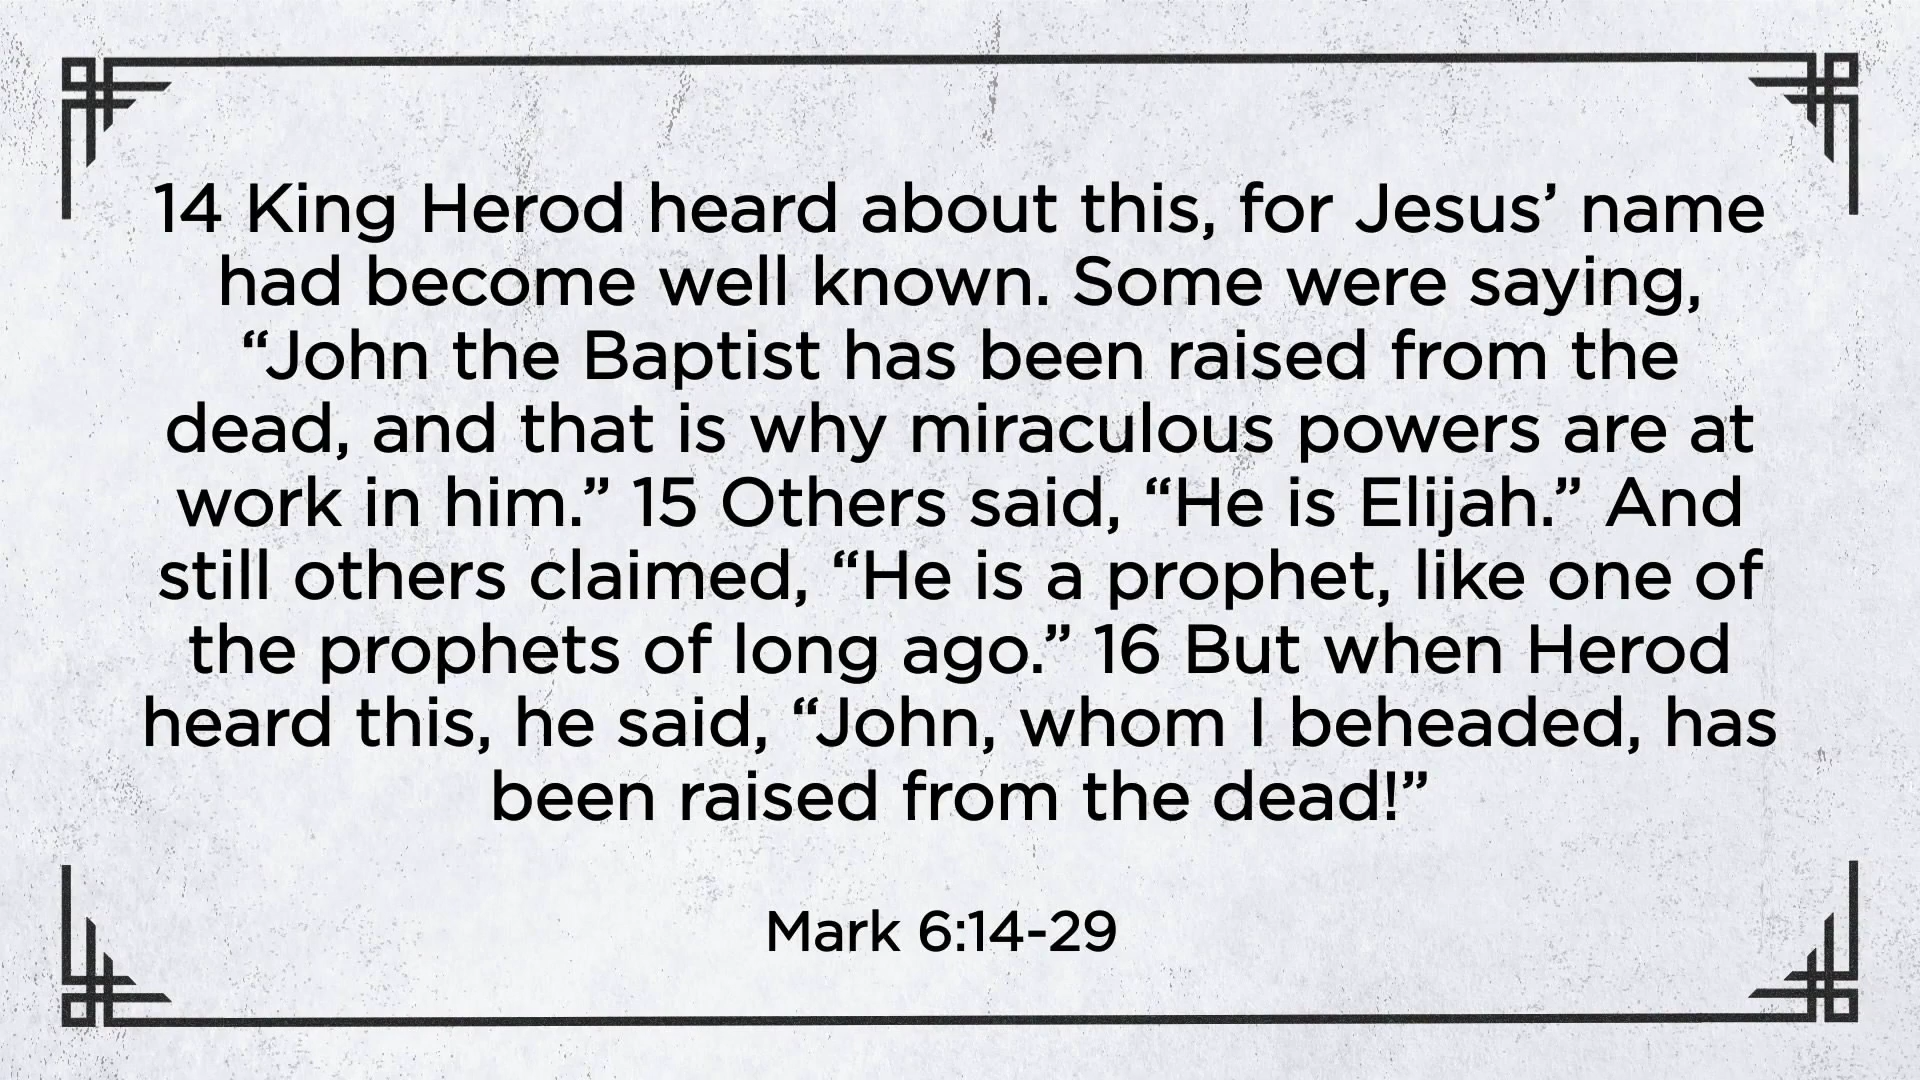 14 King Herod heard about this, for Jesus’ name
had become well known. Some were saying,
“John the Baptist has been raised from the
dead, and that is why miraculous powers are at
work in him.” 15 Others said, “He is Elijah.” And
still others claimed, “He is a prophet, like one of
the prophets of long ago.” 16 But when Herod
heard this, he said, “John, whom I beheaded, has
been raised from the dead!”
Mark 6:14-29